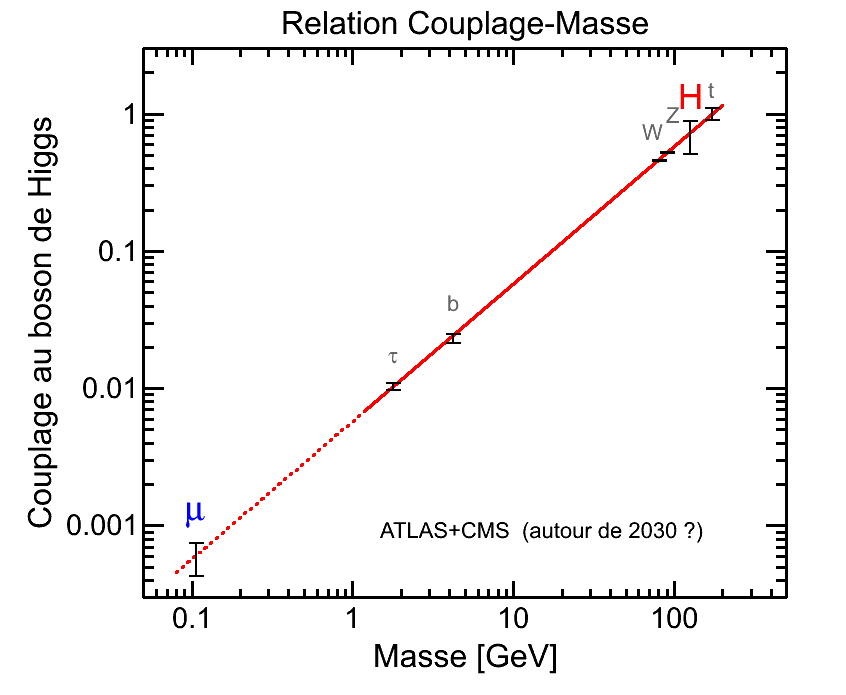 Relation Couplage-Masse
Couplage au boson de Higgs
1
0.1
0.01
0.001
H
t
Z
W
b
τ
μ
ATLAS+CMS (autour de 2030 ?)
0.1
1
10
100
Masse [GeV]